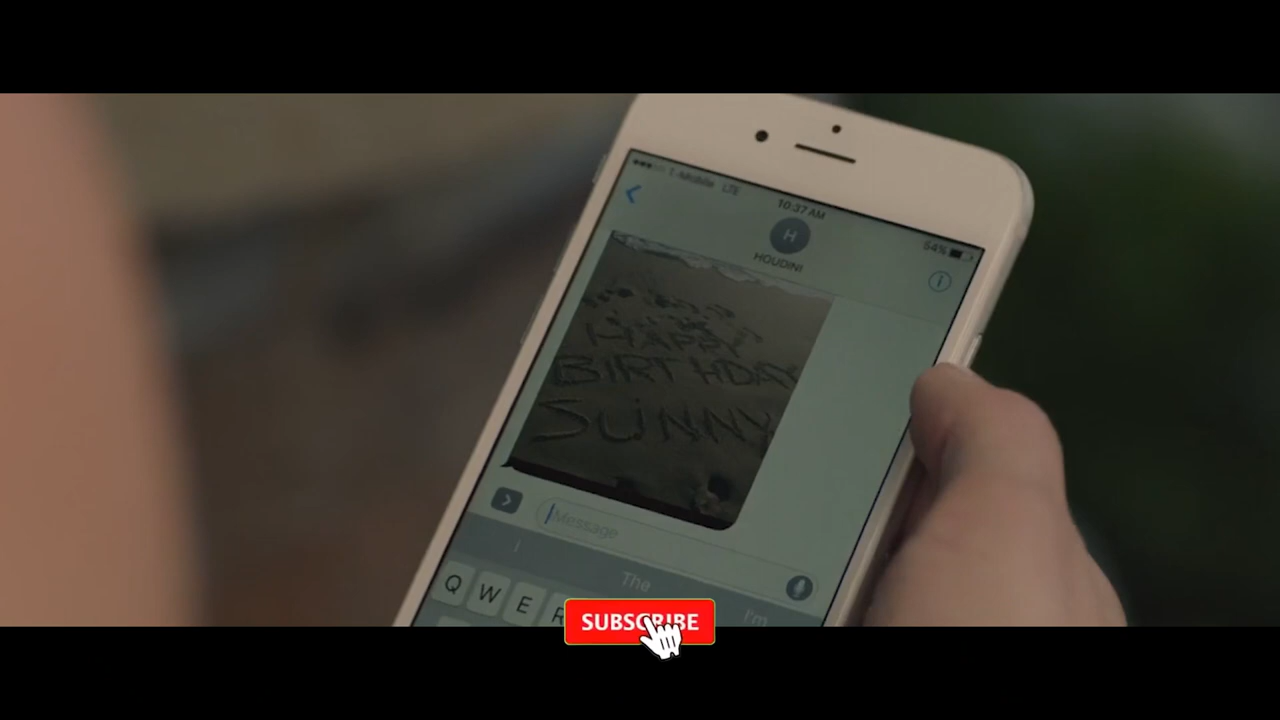 T-Mobile LTE
10:37 AM
54%
H
HOUDINI
i
HAPPY
BIRTHDAY
SUNNY
Message
I
The
I'm
Q W E R
SUBSCRIBE